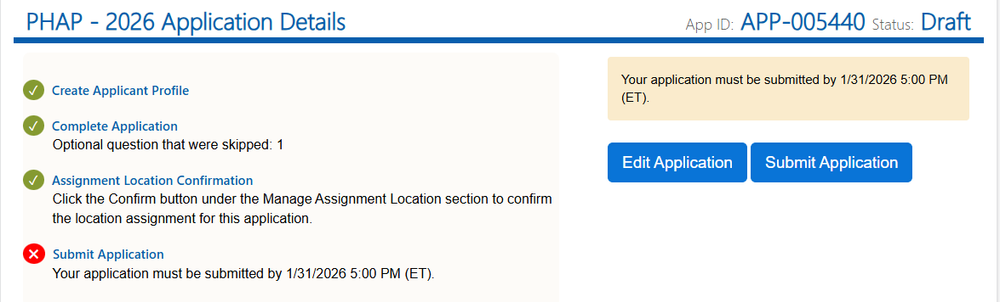 PHAP - 2026 Application Details
App ID: APP-005440 Status: Draft
Create Applicant Profile
Complete Application
Optional question that were skipped: 1
Assignment Location Confirmation
Click the Confirm button under the Manage Assignment Location section to confirm
the location assignment for this application.
Submit Application
Your application must be submitted by 1/31/2026 5:00 PM (ET).
Your application must be submitted by 1/31/2026 5:00 PM
(ET).
Edit Application
Submit Application